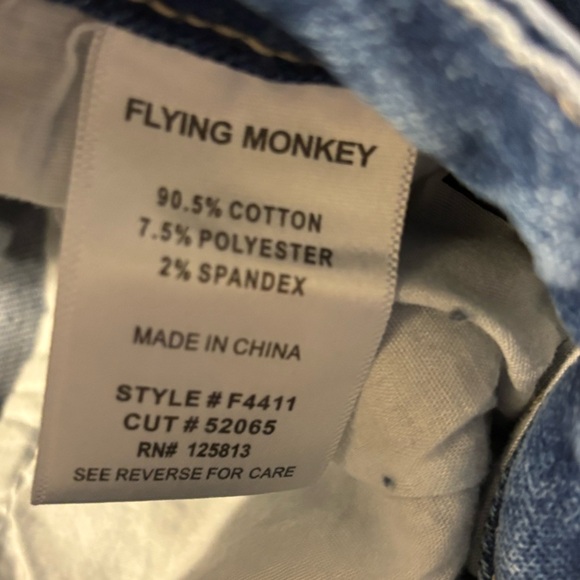 FLYING MONKEY
90.5% COTTON
7.5% POLYESTER
2% SPANDEX
MADE IN CHINA
STYLE # F4411
CUT # 52065
RN# 125813
SEE REVERSE FOR CARE